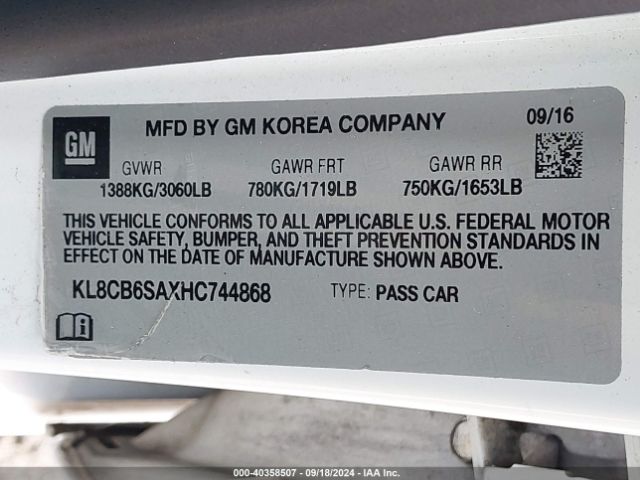 GM
MFD BY GM KOREA COMPANY
09/16
GVWR GAWR FRT GAWR RR
1388KG/3060LB 780KG/1719LB 750KG/1653LB
THIS VEHICLE CONFORMS TO ALL APPLICABLE U.S. FEDERAL MOTOR
VEHICLE SAFETY, BUMPER, AND THEFT PREVENTION STANDARDS IN
EFFECT ON THE DATE OF MANUFACTURE SHOWN ABOVE.
KL8CB6SAXHC744868 TYPE: PASS CAR
000-40358507 - 09/18/2024 - IAA Inc.